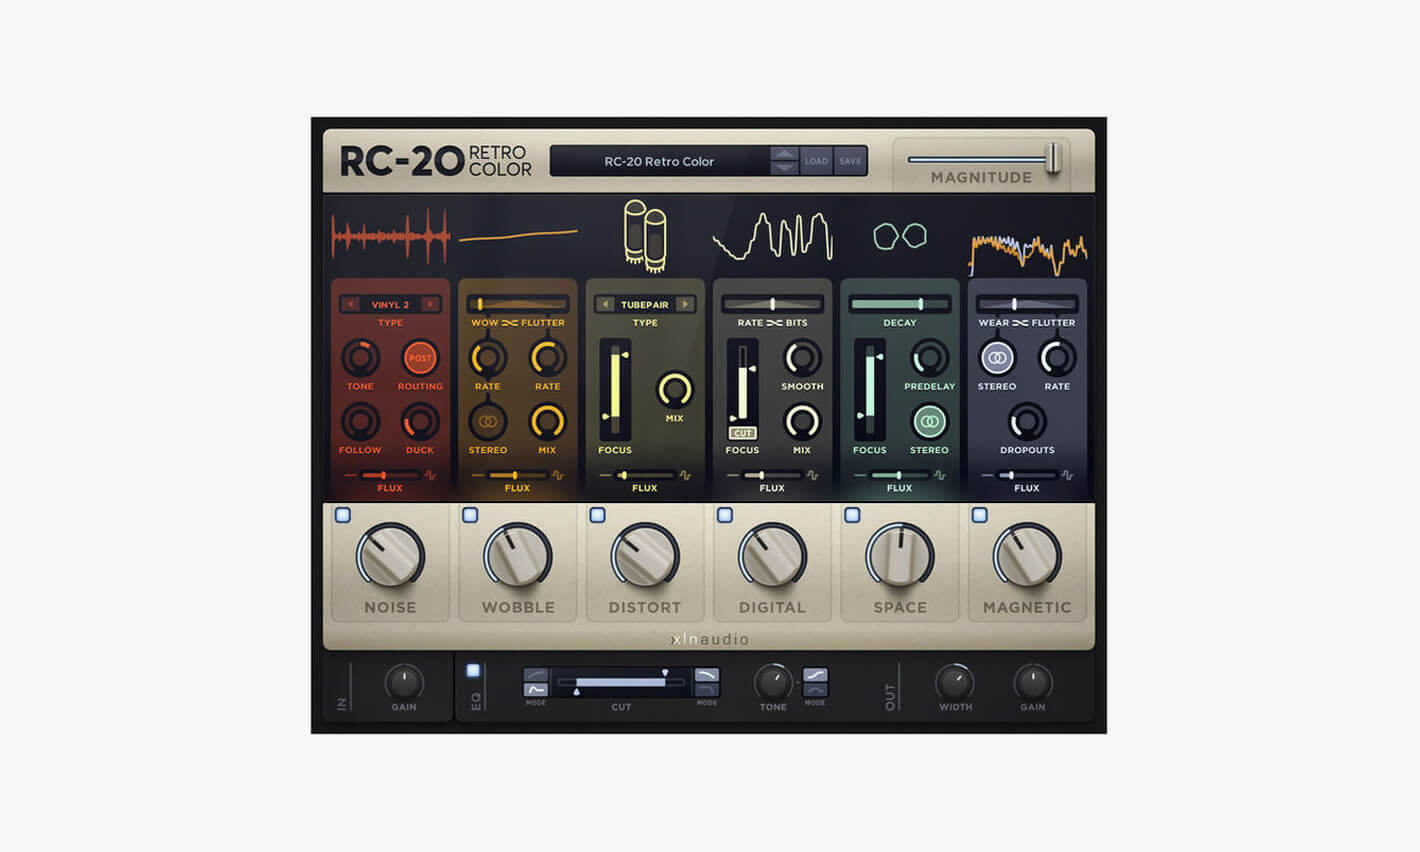 RC-20 RETRO COLOR
RC-20 Retro Color
LOAD
SAVE
MAGNITUDE
VINYL 2
TYPE
TONE
POST
ROUTING
FOLLOW
DUCK
FLUX
WOW FLUTTER
RATE
RATE
STEREO
MIX
FLUX
TUBEPAIR
TYPE
MIX
FOCUS
FLUX
RATE BITS
SMOOTH
CUT
FOCUS
MIX
FLUX
DECAY
PREDELAY
FOCUS
STEREO
FLUX
WEAR FLUTTER
STEREO
RATE
DROPOUTS
FLUX
NOISE
WOBBLE
DISTORT
DIGITAL
SPACE
MAGNETIC
xlnaudio
IN
GAIN
EQ
MODE
CUT
MODE
TONE
MODE
OUT
WIDTH
GAIN